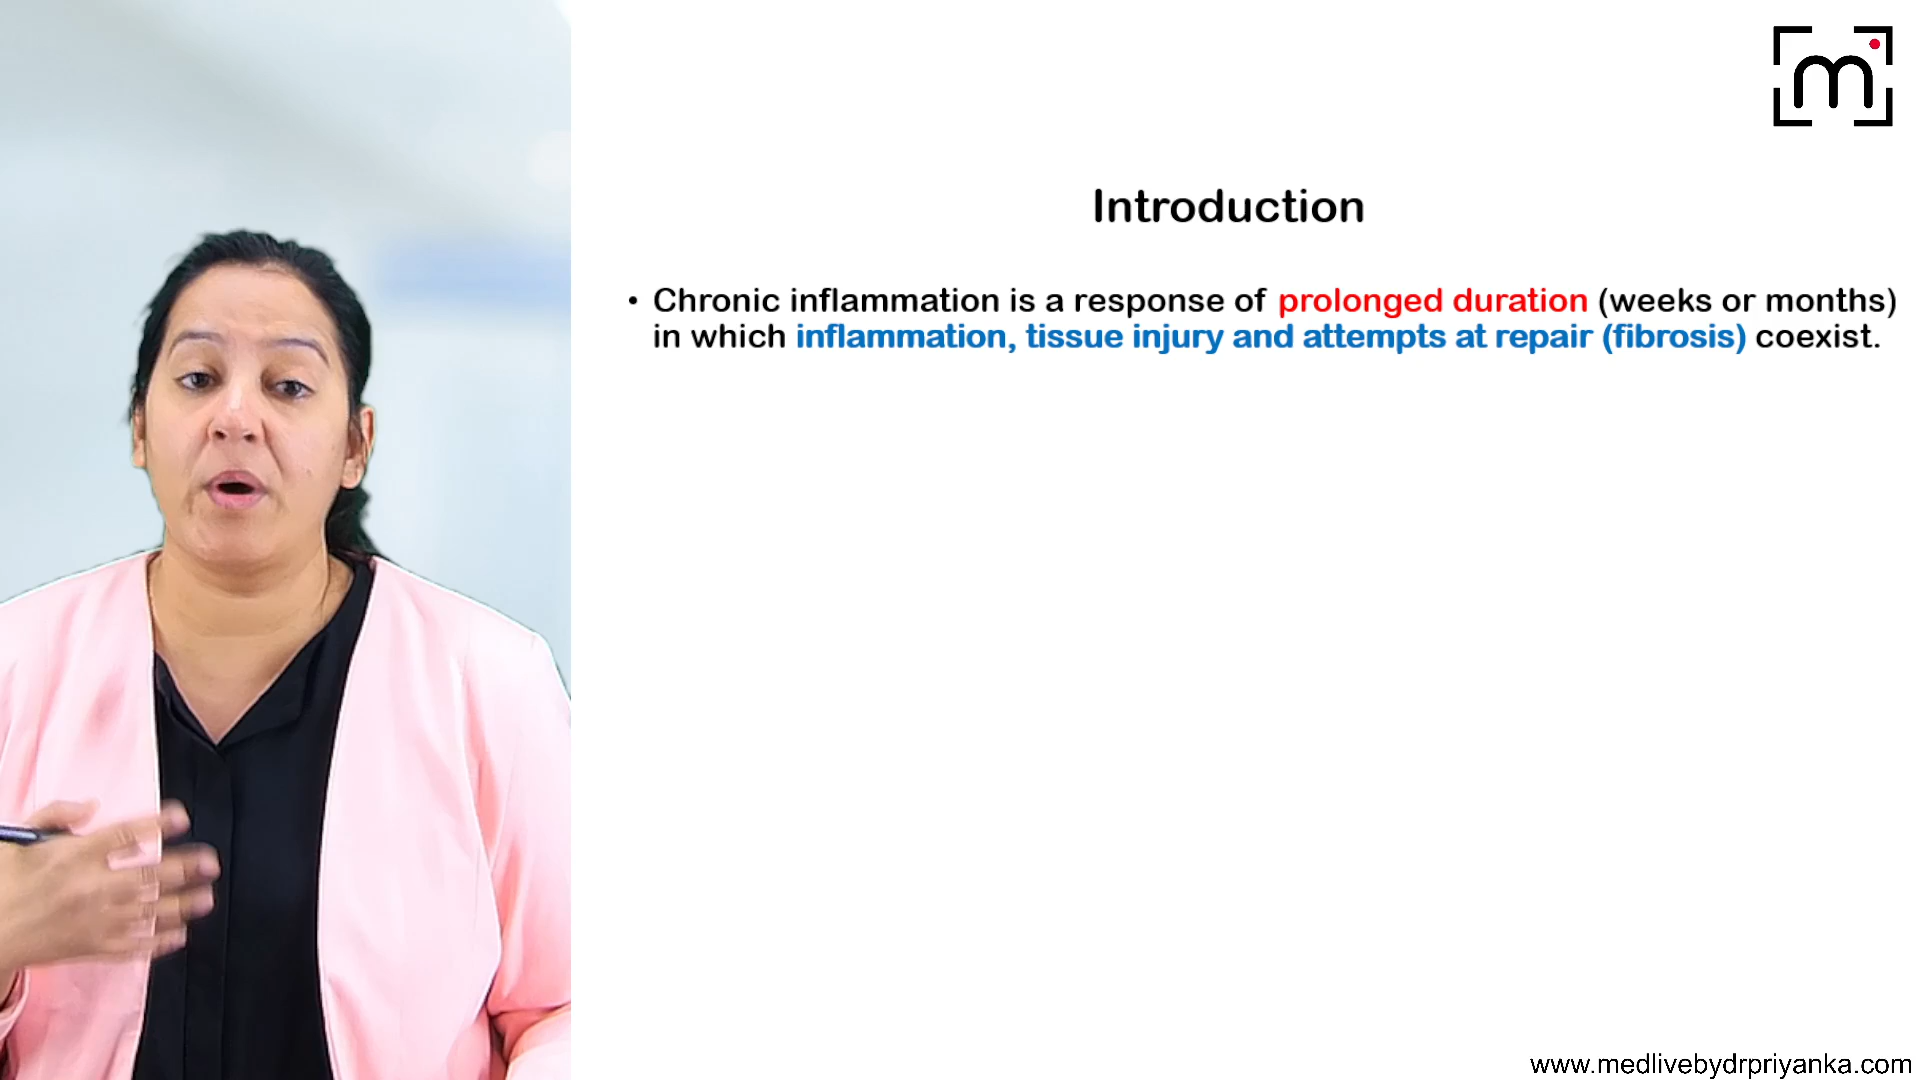 m
Introduction
• Chronic inflammation is a response of prolonged duration (weeks or months)
in which inflammation, tissue injury and attempts at repair (fibrosis) coexist.
www.medlivebydrpriyanka.com